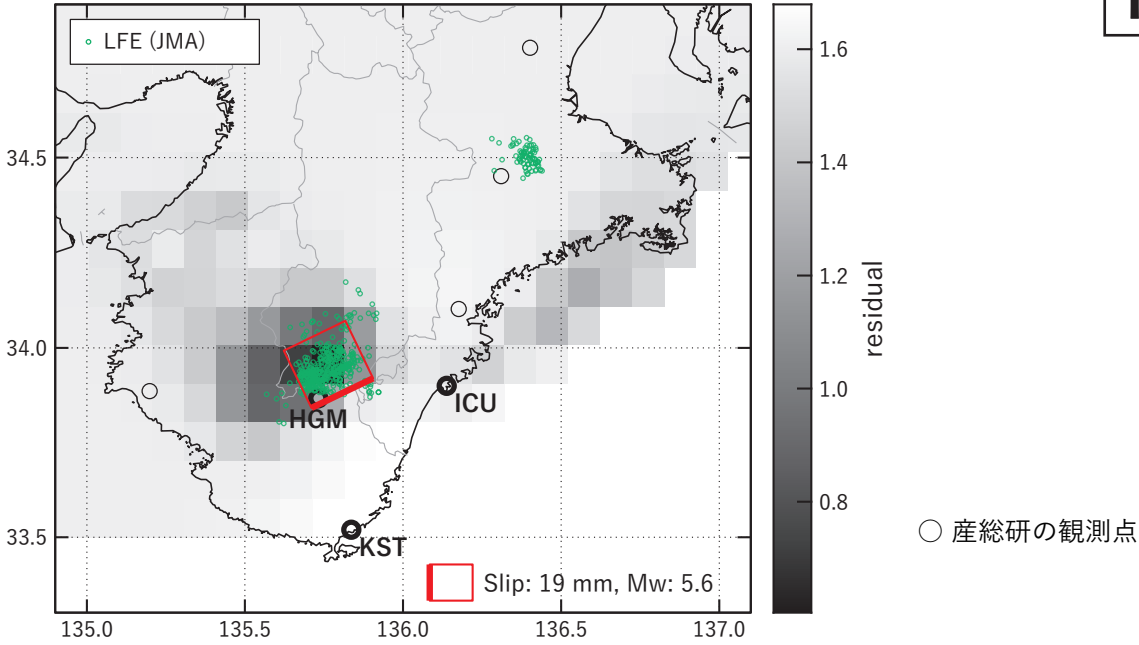 LFE (JMA)
34.5
34.0
33.5
HGM
ICU
KST
Slip: 19 mm, Mw: 5.6
135.0
135.5
136.0
136.5
137.0
1.6
1.4
1.2
1.0
0.8
residual
○ 産総研の観測点